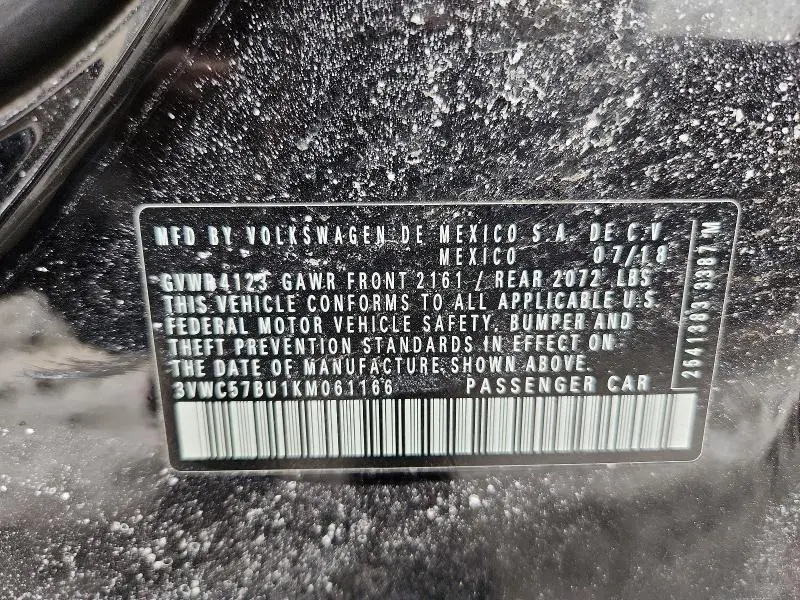 MFD BY VOLKSWAGEN DE MEXICO S.A. DE C.V
MEXICO 07/18
GVWR 4123 GAWR FRONT 2161 / REAR 2072 LBS
THIS VEHICLE CONFORMS TO ALL APPLICABLE U.S.
FEDERAL MOTOR VEHICLE SAFETY, BUMPER AND
THEFT PREVENTION STANDARDS IN EFFECT ON
THE DATE OF MANUFACTURE SHOWN ABOVE.
3VWC57BU1KM061166 PASSENGER CAR
2641383 3387 M